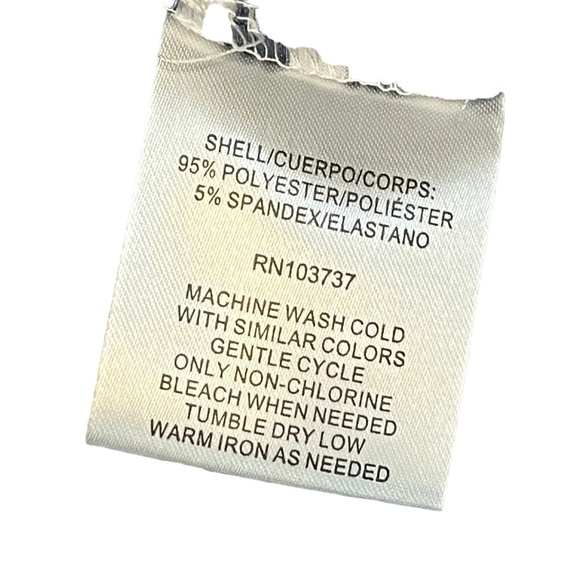 SHELL/CUERPO/CORPS:
95% POLYESTER/POLIÉSTER
5% SPANDEX/ELASTANO
RN103737
MACHINE WASH COLD
WITH SIMILAR COLORS
GENTLE CYCLE
ONLY NON-CHLORINE
BLEACH WHEN NEEDED
TUMBLE DRY LOW
WARM IRON AS NEEDED